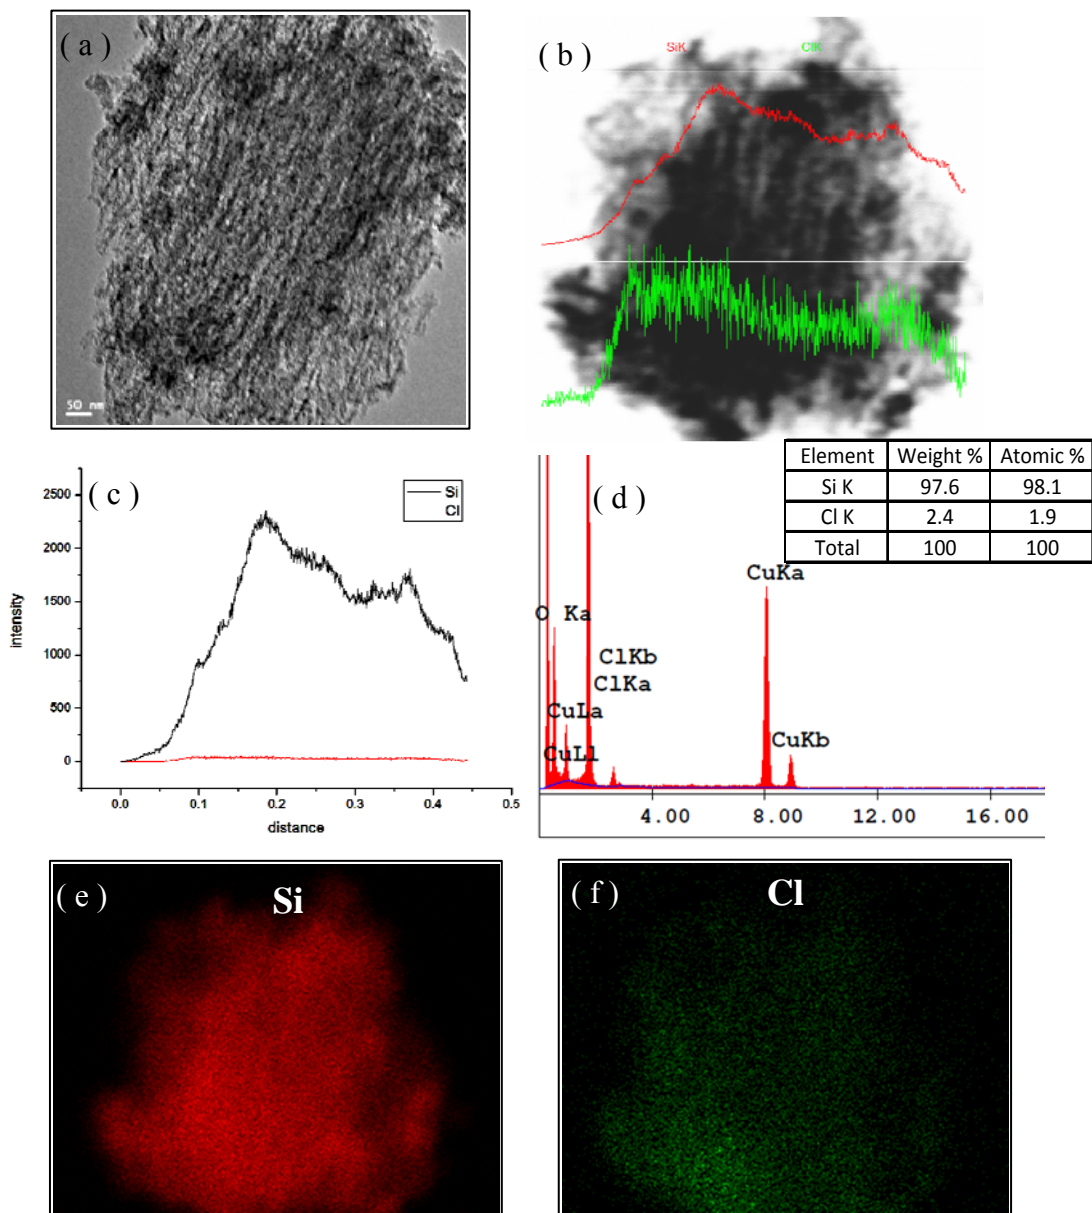 ( a )
50 nm
( b )
SiK
ClK
( c )
Si
Cl
2500
2000
1500
1000
500
0
intensity
0.0 0.1 0.2 0.3 0.4 0.5
distance
( d )
Element Weight % Atomic %
Si K 97.6 98.1
Cl K 2.4 1.9
Total 100 100
CuKa
O Ka
ClKb
ClKa
CuLa
CuKb
CuLl
4.00 8.00 12.00 16.00
( e )
Si
( f )
Cl